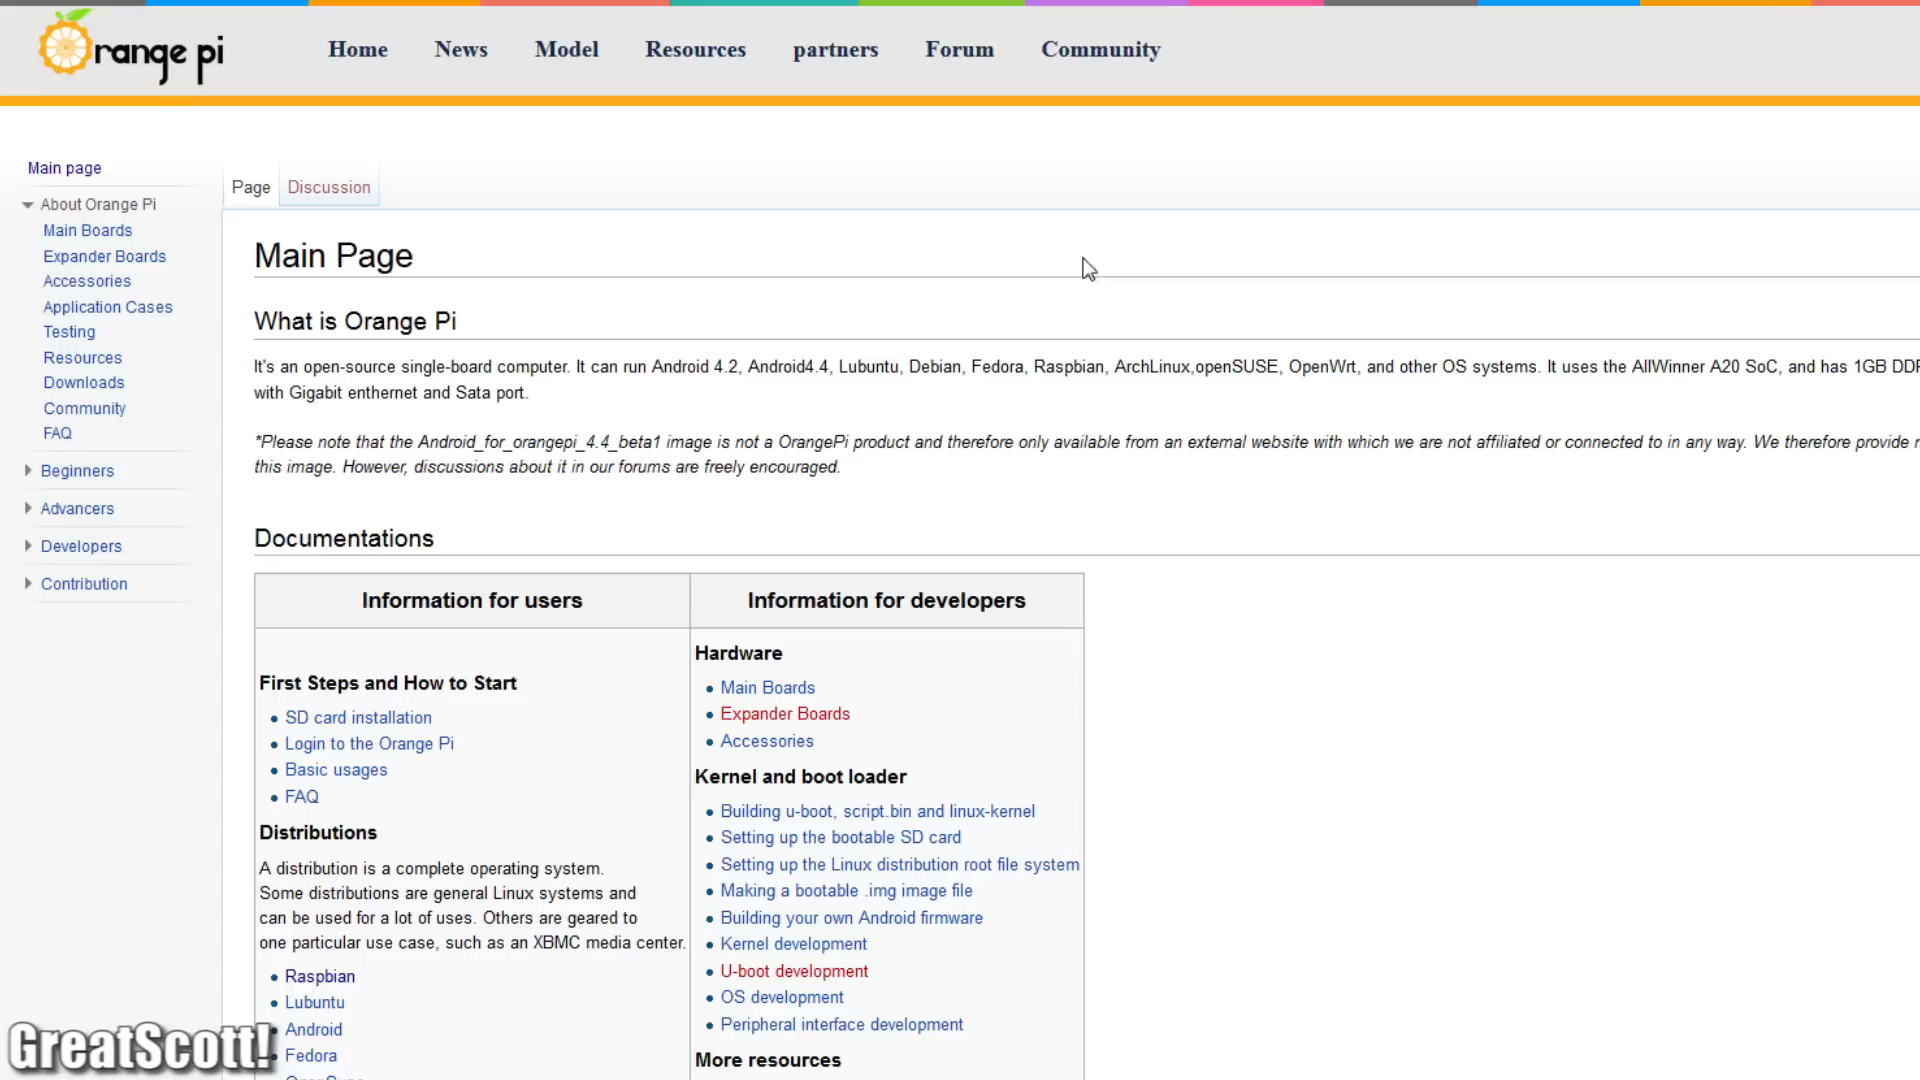 Orange pi
Home News Model Resources partners Forum Community
Main page
About Orange Pi
Main Boards
Expander Boards
Accessories
Application Cases
Testing
Resources
Downloads
Community
FAQ
Beginners
Advancers
Developers
Contribution
Page Discussion
Main Page
What is Orange Pi
It's an open-source single-board computer. It can run Android 4.2, Android4.4, Lubuntu, Debian, Fedora, Raspbian, ArchLinux,openSUSE, OpenWrt, and other OS systems. It uses the AllWinner A20 SoC, and has 1GB
with Gigabit enthernet and Sata port.
*Please note that the Android_for_orangepi_4.4_beta1 image is not a OrangePi product and therefore only available from an external website with which we are not affiliated or connected to in any way. We therefore provide
this image. However, discussions about it in our forums are freely encouraged.
Documentations
Information for users
First Steps and How to Start
SD card installation
Login to the Orange Pi
Basic usages
FAQ
Distributions
A distribution is a complete operating system.
Some distributions are general Linux systems and
can be used for a lot of uses. Others are geared to
one particular use case, such as an XBMC media center.
Raspbian
Lubuntu
Android
Fedora
Information for developers
Hardware
Main Boards
Expander Boards
Accessories
Kernel and boot loader
Building u-boot, script.bin and linux-kernel
Setting up the bootable SD card
Setting up the Linux distribution root file system
Making a bootable .img image file
Building your own Android firmware
Kernel development
U-boot development
OS development
Peripheral interface development
More resources
GreatScott!